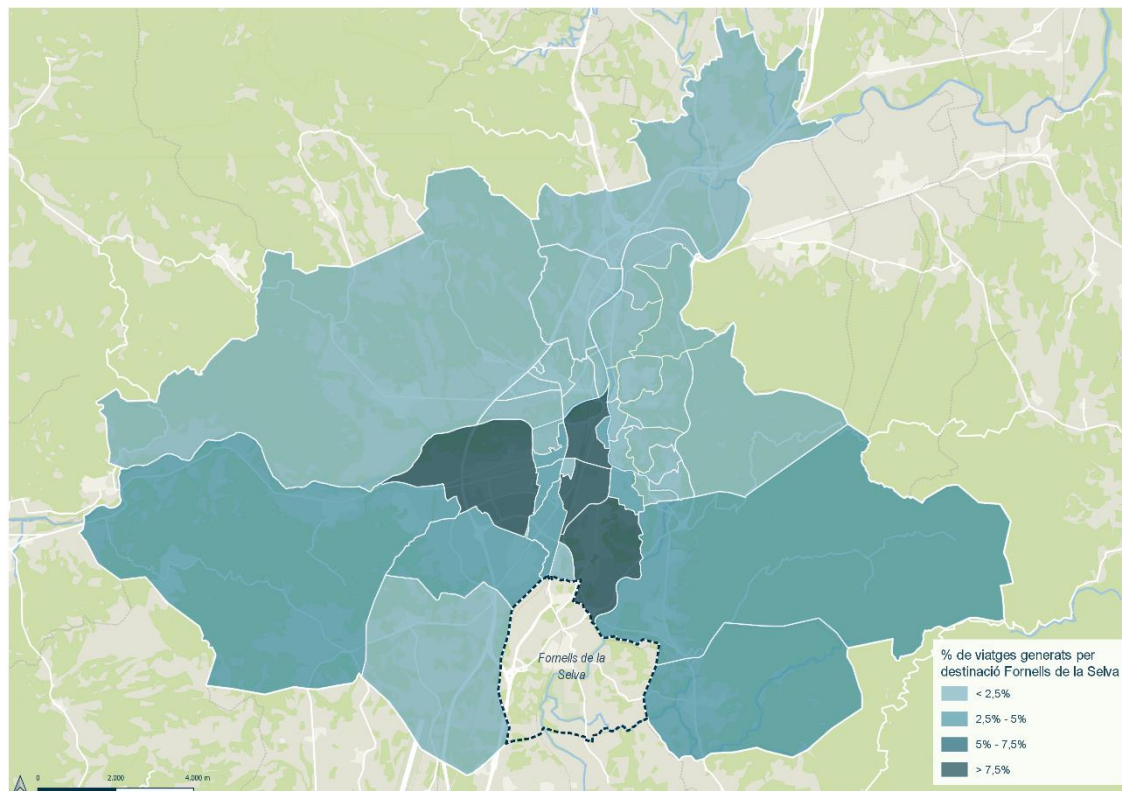 Fornells de la
Selva
% de viatges generats per
destinació Fornells de la Selva
< 2,5%
2,5% - 5%
5% - 7,5%
> 7,5%
0 2.000 4.000 m